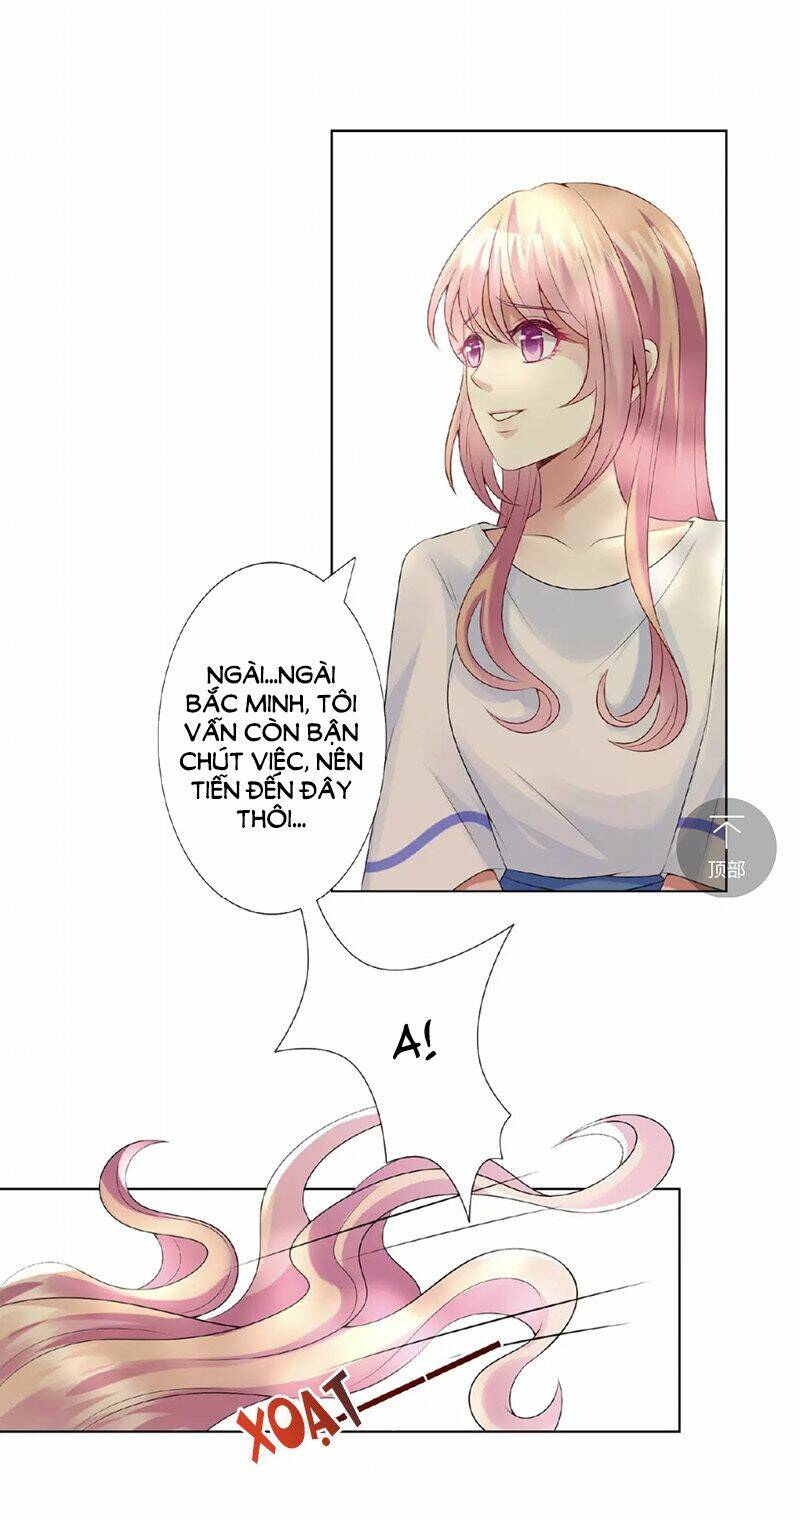 NGÀI...NGÀI
BẮC MINH, TÔI
VẪN CÒN BẬN
CHÚT VIỆC, NÊN
TIỄN ĐẾN ĐÂY
THÔI...
顶部
A!
XOẠT